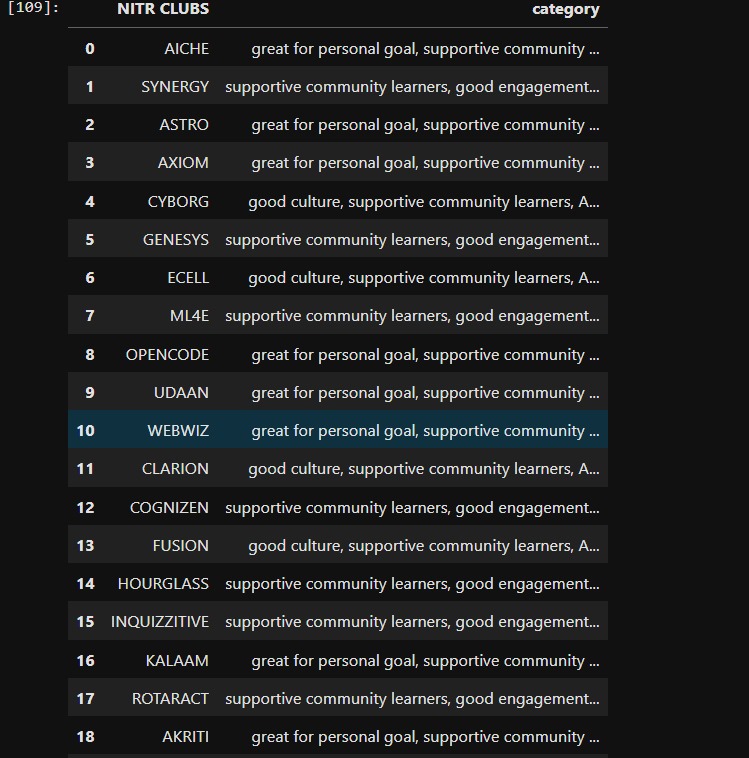 [109]: NITR CLUBS category
0 AICHE great for personal goal, supportive community ...
1 SYNERGY supportive community learners, good engagement...
2 ASTRO great for personal goal, supportive community ...
3 AXIOM great for personal goal, supportive community ...
4 CYBORG good culture, supportive community learners, A...
5 GENESYS supportive community learners, good engagement...
6 ECELL good culture, supportive community learners, A...
7 ML4E supportive community learners, good engagement...
8 OPENCODE great for personal goal, supportive community ...
9 UDAAN great for personal goal, supportive community ...
10 WEBWIZ great for personal goal, supportive community ...
11 CLARION good culture, supportive community learners, A...
12 COGNIZEN supportive community learners, good engagement...
13 FUSION good culture, supportive community learners, A...
14 HOURGLASS supportive community learners, good engagement...
15 INQUIZZITIVE supportive community learners, good engagement...
16 KALAAM great for personal goal, supportive community ...
17 ROTARACT supportive community learners, good engagement...
18 AKRITI great for personal goal, supportive community ...